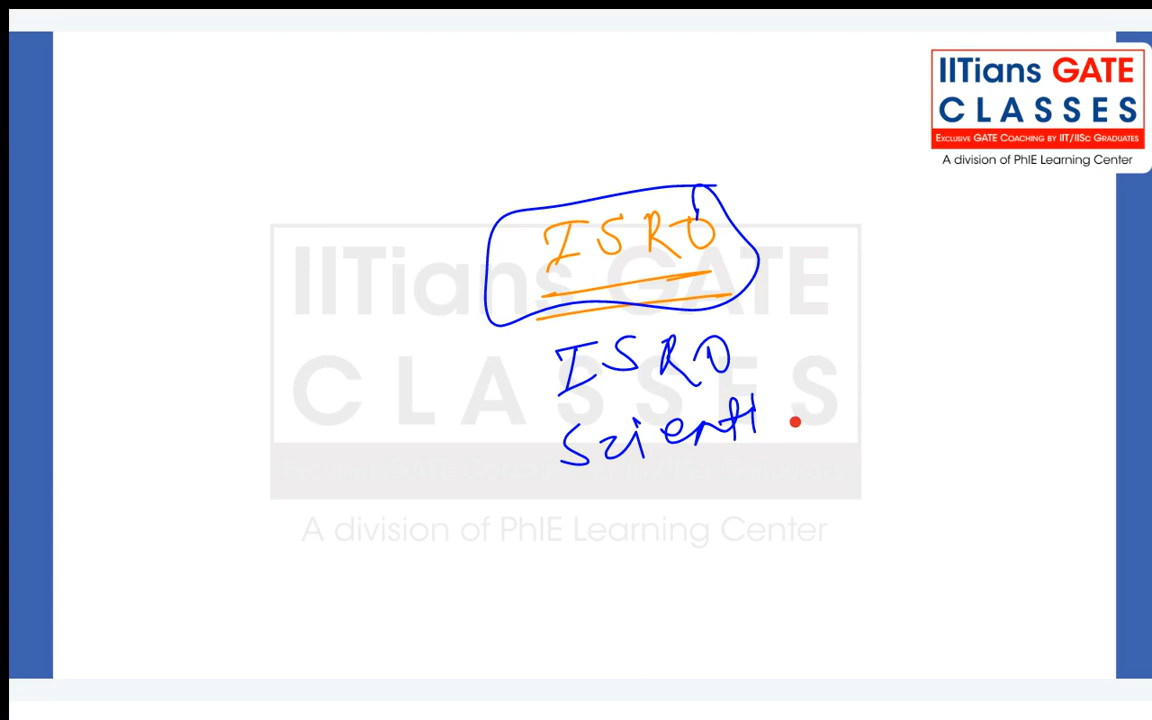 IITians GATE
CLASSES
EXCLUSIVE GATE COACHING BY IIT/IISc GRADUATES
A division of PhIE Learning Center
ISRO
IITians GATE
ISRO
CLASSES
Scienti
A division of PhIE Learning Center